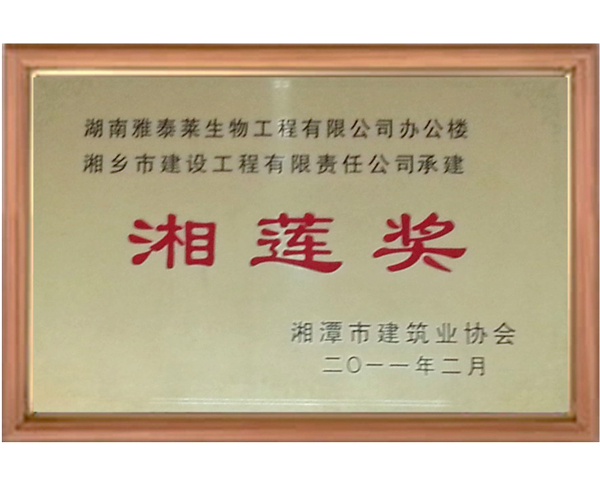 湖南雅泰莱生物工程有限公司办公楼
湘乡市建设工程有限责任公司承建
湘莲奖
湘潭市建筑业协会
二〇一一年二月